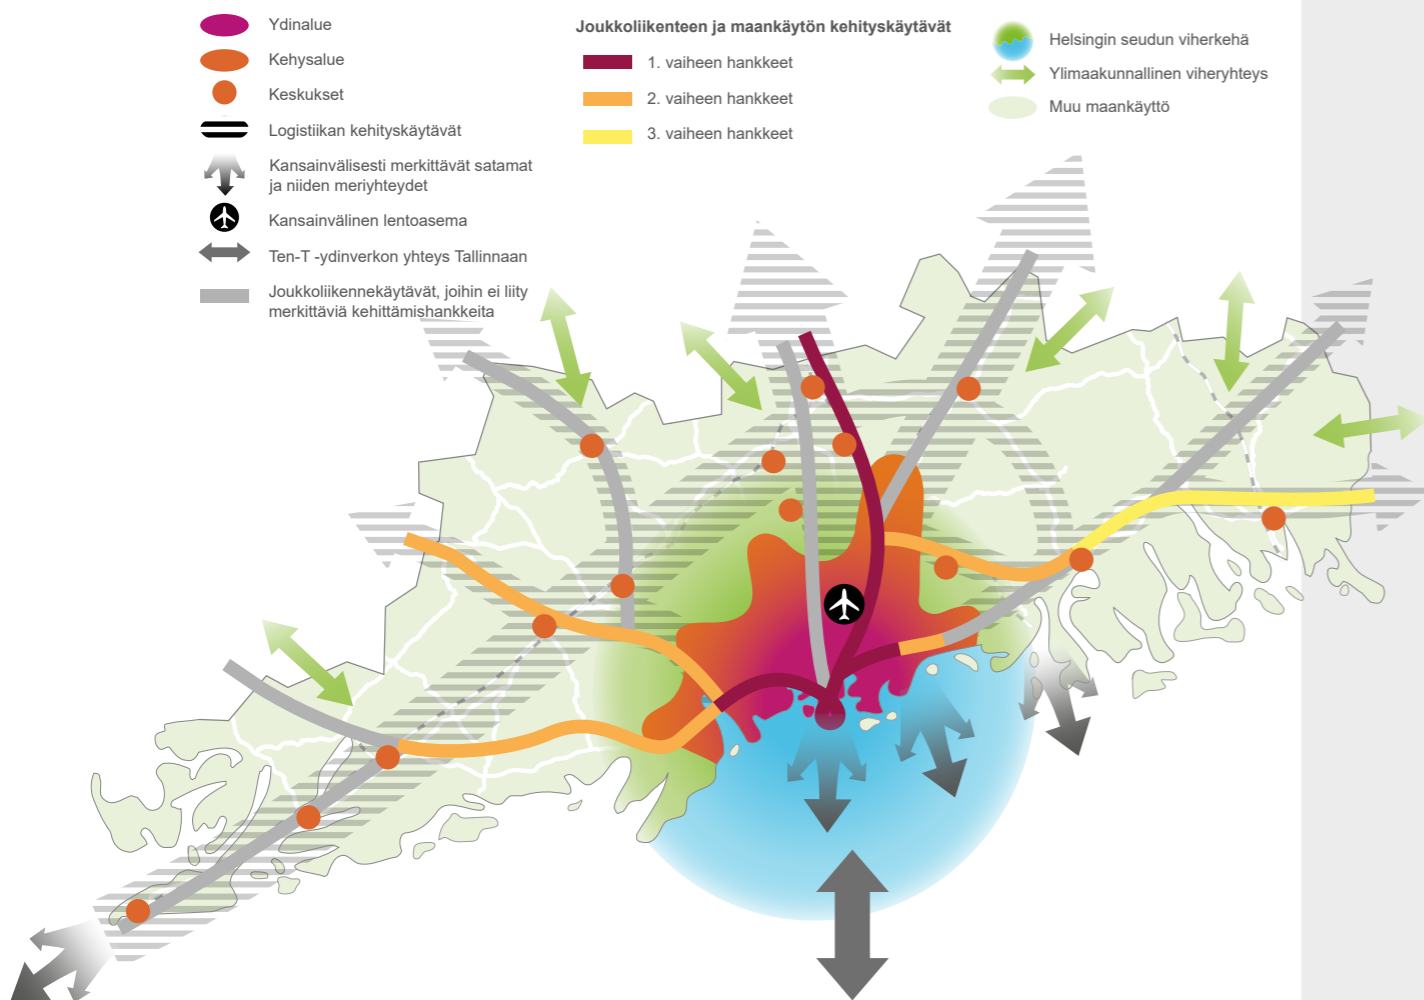 Ydinalue
Kehysalue
Keskukset
Logistiikan kehityskäytävät
Kansainvälisesti merkittävät satamat
ja niiden meriyhteydet
Kansainvälinen lentoasema
Ten-T -ydinverkon yhteys Tallinnaan
Joukkoliikennekäytävät, joihin ei liity
merkittäviä kehittämishankkeita
Joukkoliikenteen ja maankäytön kehityskäytävät
1. vaiheen hankkeet
2. vaiheen hankkeet
3. vaiheen hankkeet
Helsingin seudun viherkehä
Ylimaakunnallinen viheryhteys
Muu maankäyttö